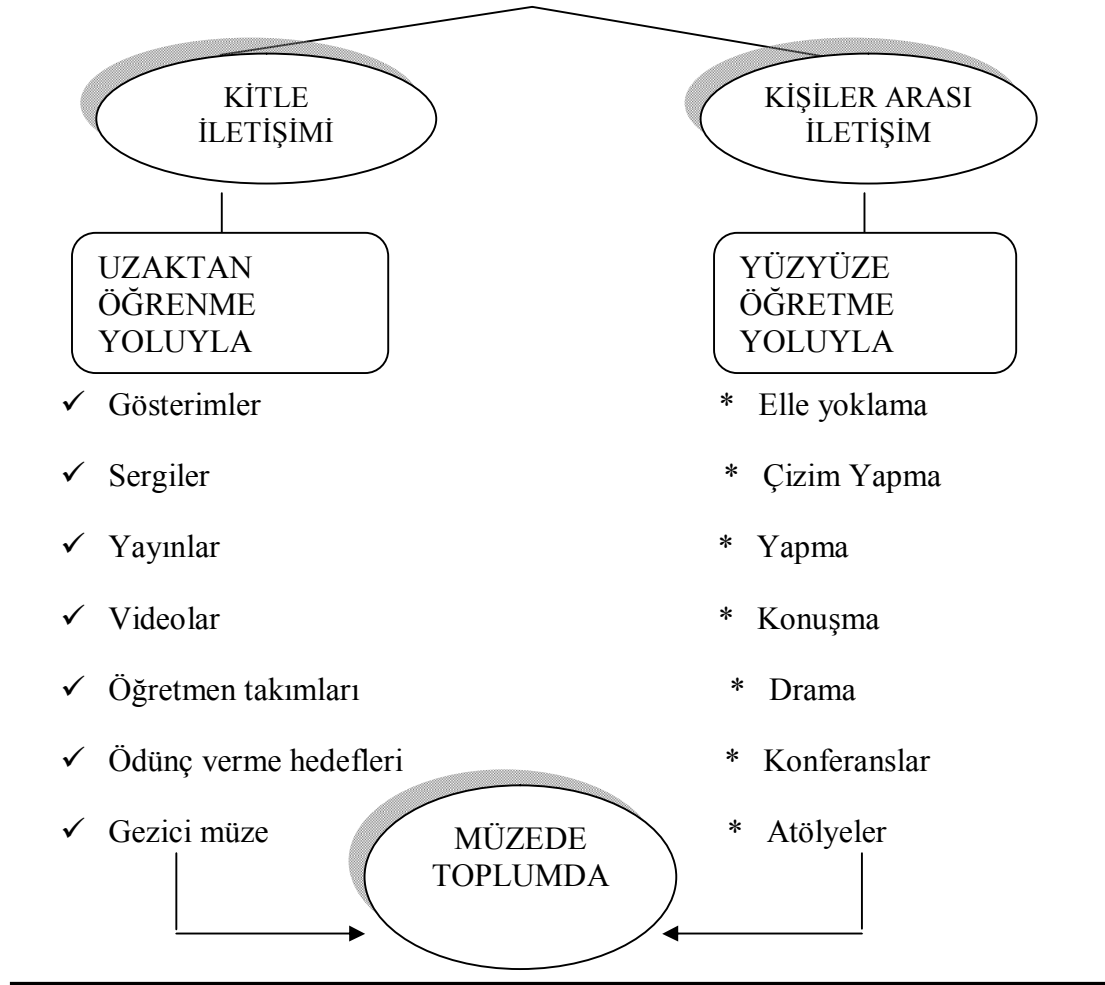 KİTLE
İLETİŞİMİ
KİŞİLER ARASI
İLETİŞİM
UZAKTAN
ÖĞRENME
YOLUYLA
YÜZYÜZE
ÖĞRETME
YOLUYLA
✓ Gösterimler
✓ Sergiler
✓ Yayınlar
✓ Videolar
✓ Öğretmen takımları
✓ Ödünç verme hedefleri
✓ Gezici müze
* Elle yoklama
* Çizim Yapma
* Yapma
* Konuşma
* Drama
* Konferanslar
* Atölyeler
MÜZEDE
TOPLUMDA